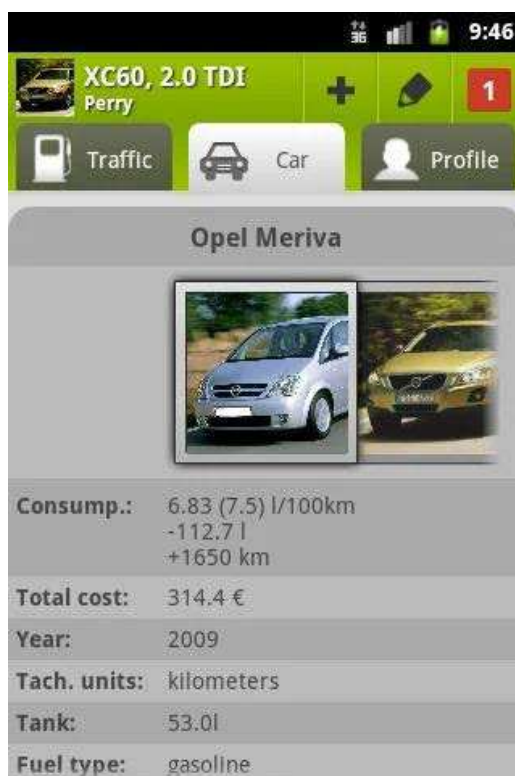 3G 9:46
XC60, 2.0 TDI
Perry
1
Traffic Car Profile
Opel Meriva
Consump.: 6.83 (7.5) l/100km
-112.7 l
+1650 km
Total cost: 314.4 €
Year: 2009
Tach. units: kilometers
Tank: 53.0l
Fuel type: gasoline